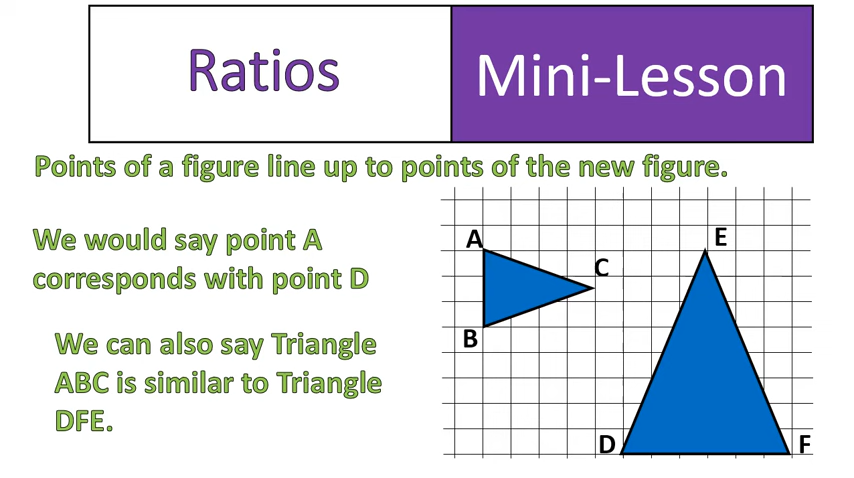 Ratios
Mini-Lesson
Points of a figure line up to points of the new figure.
We would say point A
corresponds with point D
We can also say Triangle
ABC is similar to Triangle
DFE.
A
B
C
E
D
F